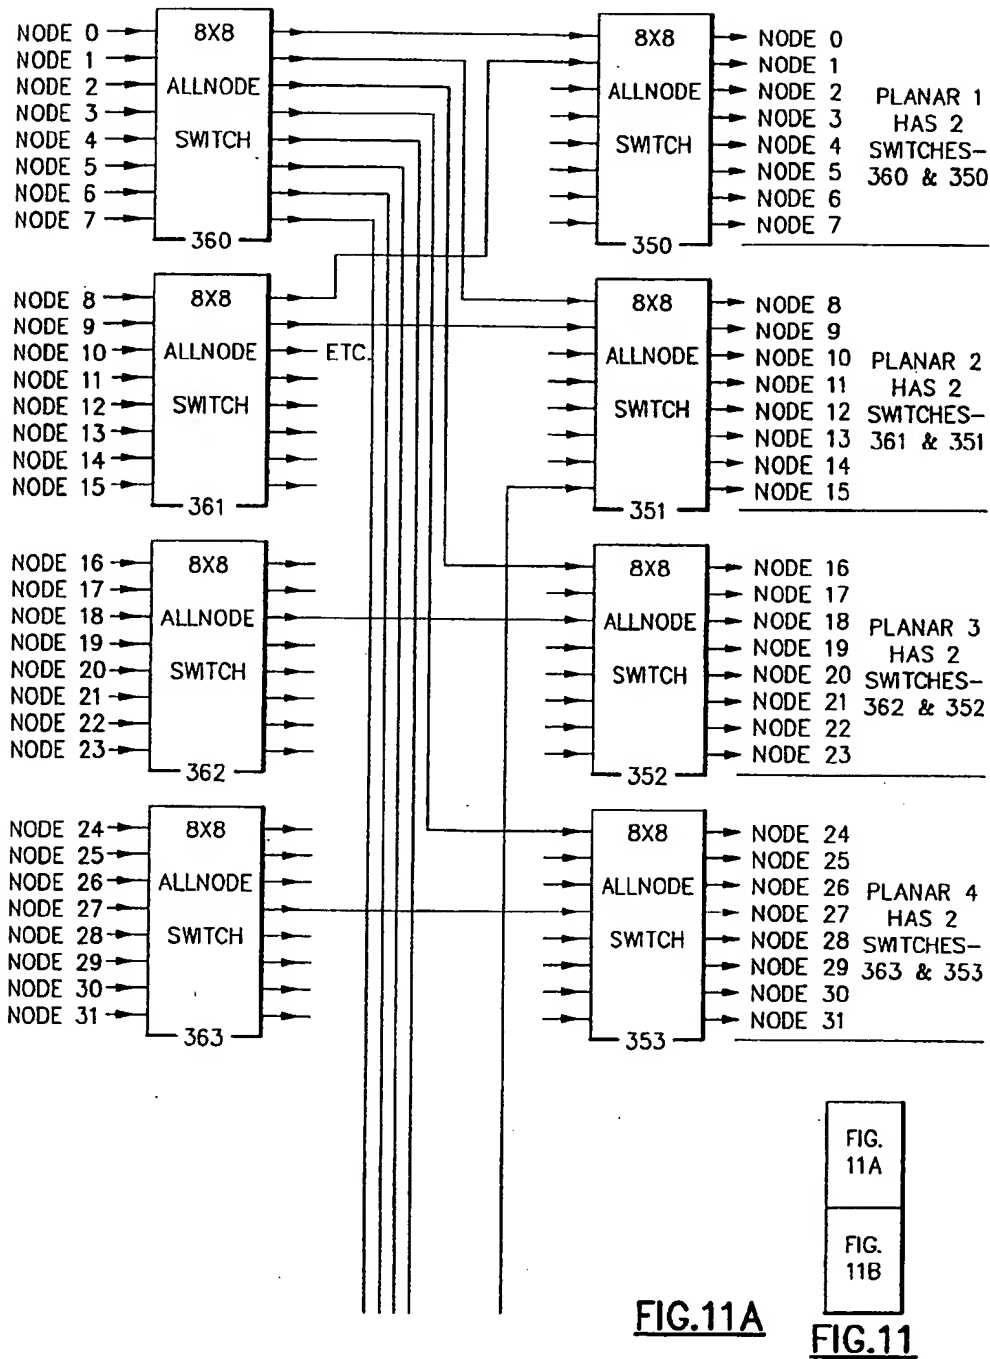 NODE 0
NODE 1
NODE 2
NODE 3
NODE 4
NODE 5
NODE 6
NODE 7
8X8
ALLNODE
SWITCH
360
8X8
ALLNODE
SWITCH
350
NODE 0
NODE 1
NODE 2
NODE 3
NODE 4
NODE 5
NODE 6
NODE 7
PLANAR 1
HAS 2
SWITCHES-
360 & 350
NODE 8
NODE 9
NODE 10
NODE 11
NODE 12
NODE 13
NODE 14
NODE 15
8X8
ALLNODE
SWITCH
361
ETC.
8X8
ALLNODE
SWITCH
351
NODE 8
NODE 9
NODE 10
NODE 11
NODE 12
NODE 13
NODE 14
NODE 15
PLANAR 2
HAS 2
SWITCHES-
361 & 351
NODE 16
NODE 17
NODE 18
NODE 19
NODE 20
NODE 21
NODE 22
NODE 23
8X8
ALLNODE
SWITCH
362
8X8
ALLNODE
SWITCH
352
NODE 16
NODE 17
NODE 18
NODE 19
NODE 20
NODE 21
NODE 22
NODE 23
PLANAR 3
HAS 2
SWITCHES-
362 & 352
NODE 24
NODE 25
NODE 26
NODE 27
NODE 28
NODE 29
NODE 30
NODE 31
8X8
ALLNODE
SWITCH
363
8X8
ALLNODE
SWITCH
353
NODE 24
NODE 25
NODE 26
NODE 27
NODE 28
NODE 29
NODE 30
NODE 31
PLANAR 4
HAS 2
SWITCHES-
363 & 353
FIG.
11A
FIG.
11B
FIG.11A
FIG.11